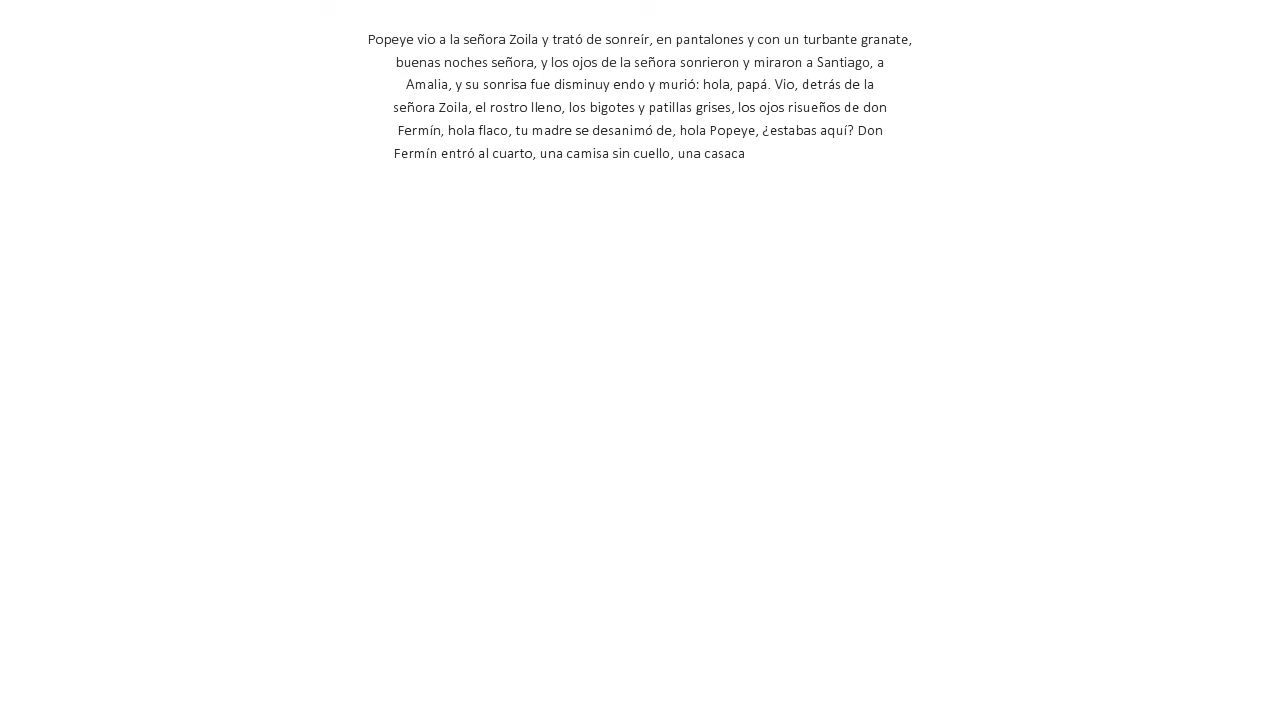 Popeye vio a la señora Zoila y trató de sonreír, en pantalones y con un turbante granate,
buenas noches señora, y los ojos de la señora sonrieron y miraron a Santiago, a
Amalia, y su sonrisa fue disminuy endo y murió: hola, papá. Vio, detrás de la
señora Zoila, el rostro lleno, los bigotes y patillas grises, los ojos risueños de don
Fermín, hola flaco, tu madre se desanimó de, hola Popeye, ¿estabas aquí? Don
Fermín entró al cuarto, una camisa sin cuello, una casaca